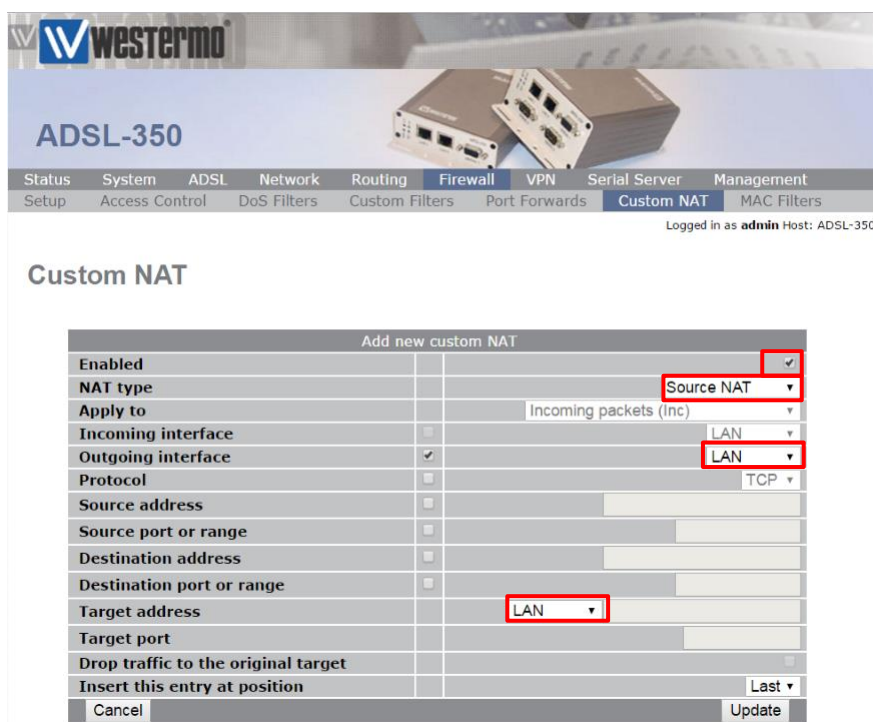 westermo
ADSL-350
Status System ADSL Network Routing Firewall VPN Serial Server Management
Setup Access Control DoS Filters Custom Filters Port Forwards Custom NAT MAC Filters
Logged in as admin Host: ADSL-350
Custom NAT
Add new custom NAT
Enabled
NAT type Source NAT
Apply to Incoming packets (Inc)
Incoming interface LAN
Outgoing interface LAN
Protocol TCP
Source address
Source port or range
Destination address
Destination port or range
Target address LAN
Target port
Drop traffic to the original target
Insert this entry at position Last
Cancel Update